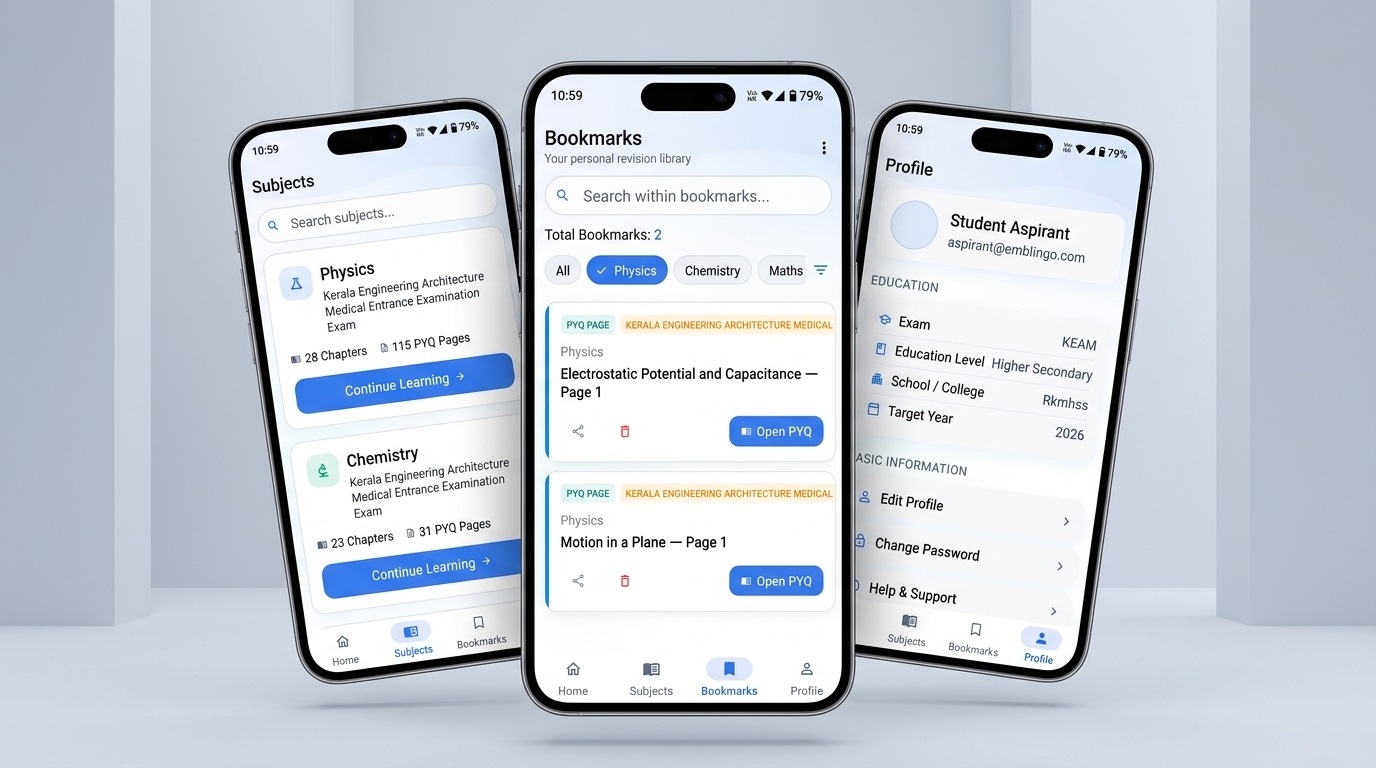 10:59
79%
Subjects
Search subjects...
Physics
Kerala Engineering Architecture
Medical Entrance Examination
Exam
28 Chapters 115 PYQ Pages
Continue Learning →
Chemistry
Kerala Engineering Architecture
Medical Entrance Examination
Exam
23 Chapters 31 PYQ Pages
Continue Learning →
Home Subjects Bookmarks
10:59
79%
Bookmarks
Your personal revision library
Search within bookmarks...
Total Bookmarks: 2
All Physics Chemistry Maths
PYQ PAGE KERALA ENGINEERING ARCHITECTURE MEDICAL
Physics
Electrostatic Potential and Capacitance —
Page 1
Open PYQ
PYQ PAGE KERALA ENGINEERING ARCHITECTURE MEDICAL
Physics
Motion in a Plane — Page 1
Open PYQ
Home Subjects Bookmarks Profile
10:59
79%
Profile
Student Aspirant
aspirant@emblingo.com
EDUCATION
Exam KEAM
Education Level Higher Secondary
School / College Rkmhss
Target Year 2026
ASIC INFORMATION
Edit Profile
Change Password
Help & Support
Subjects Bookmarks Profile